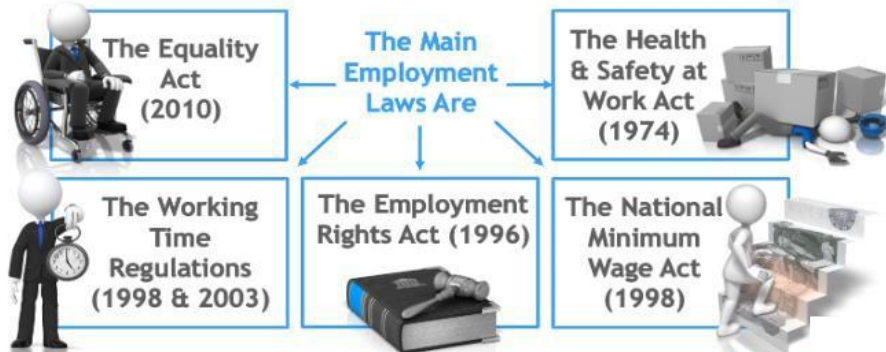 The Equality
Act
(2010)
The Main
Employment
Laws Are
The Health
& Safety at
Work Act
(1974)
The Working
Time
Regulations
(1998 & 2003)
The Employment
Rights Act (1996)
The National
Minimum
Wage Act
(1998)